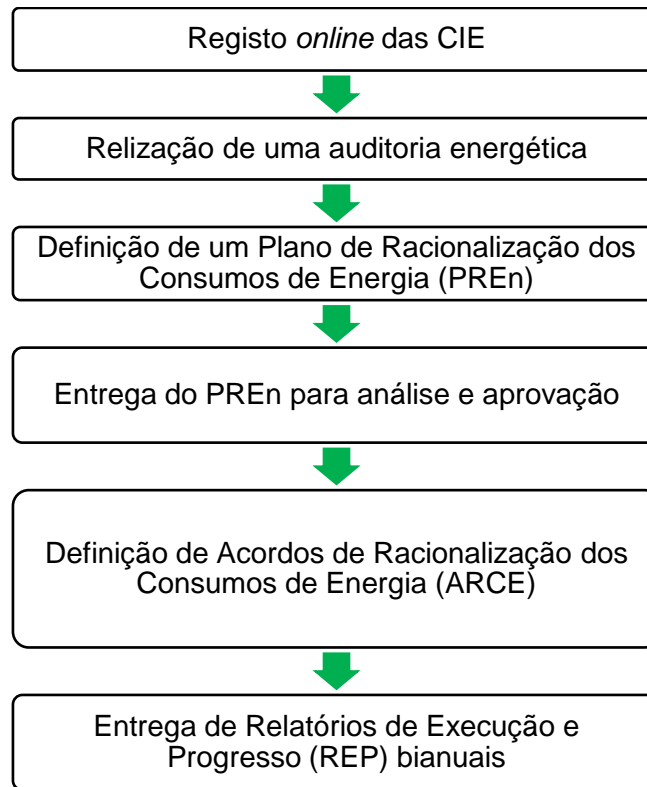 Registo online das CIE
Relização de uma auditoria energética
Definição de um Plano de Racionalização dos
Consumos de Energia (PREn)
Entrega do PREn para análise e aprovação
Definição de Acordos de Racionalização dos
Consumos de Energia (ARCE)
Entrega de Relatórios de Execução e
Progresso (REP) bianuais